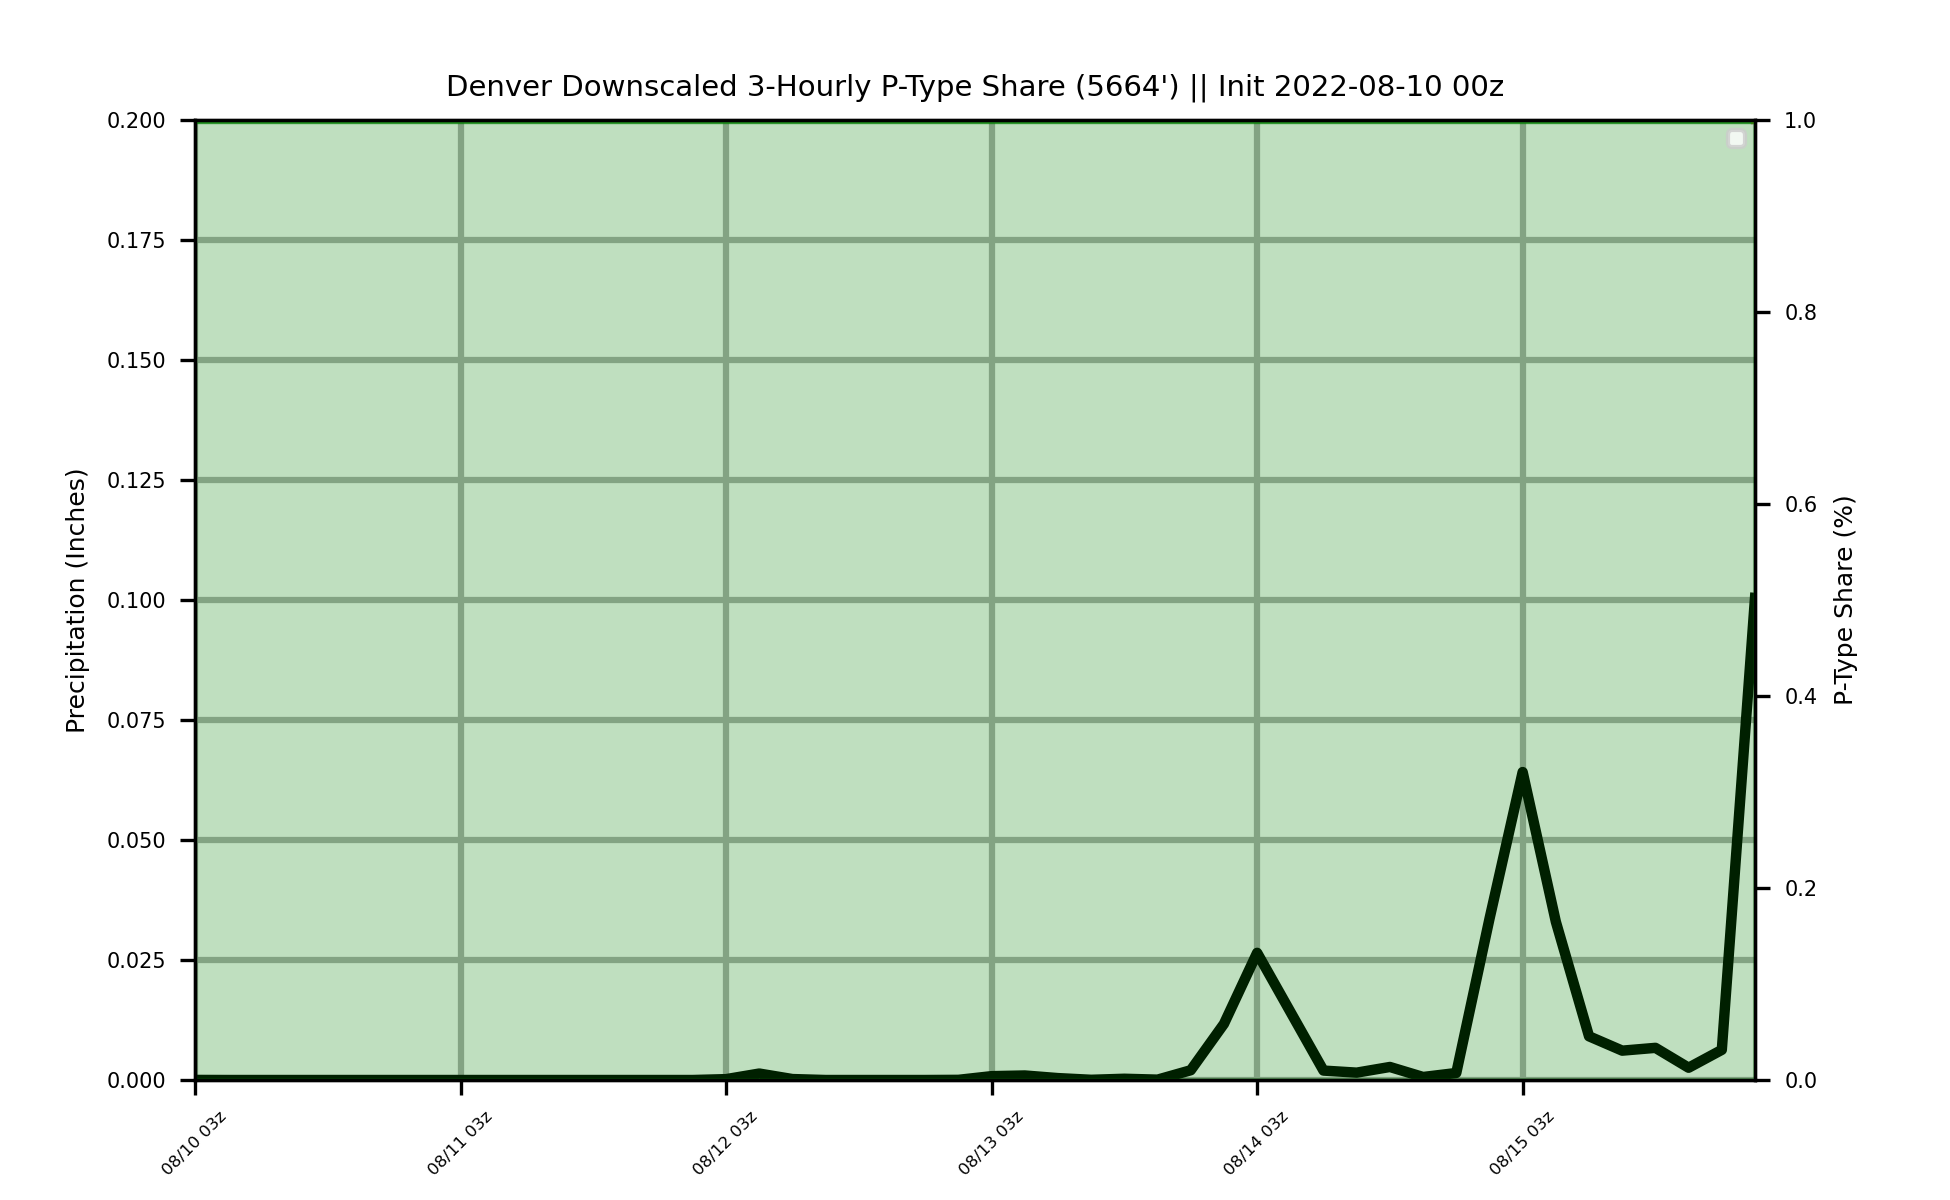 Denver Downscaled 3-Hourly P-Type Share (5664') || Init 2022-08-10 00z
0.200
0.175
0.150
0.125
0.100
0.075
0.050
0.025
0.000
Precipitation (Inches)
1.0
0.8
0.6
0.4
0.2
0.0
P-Type Share (%)
08/10 03z
08/11 03z
08/12 03z
08/13 03z
08/14 03z
08/15 03z